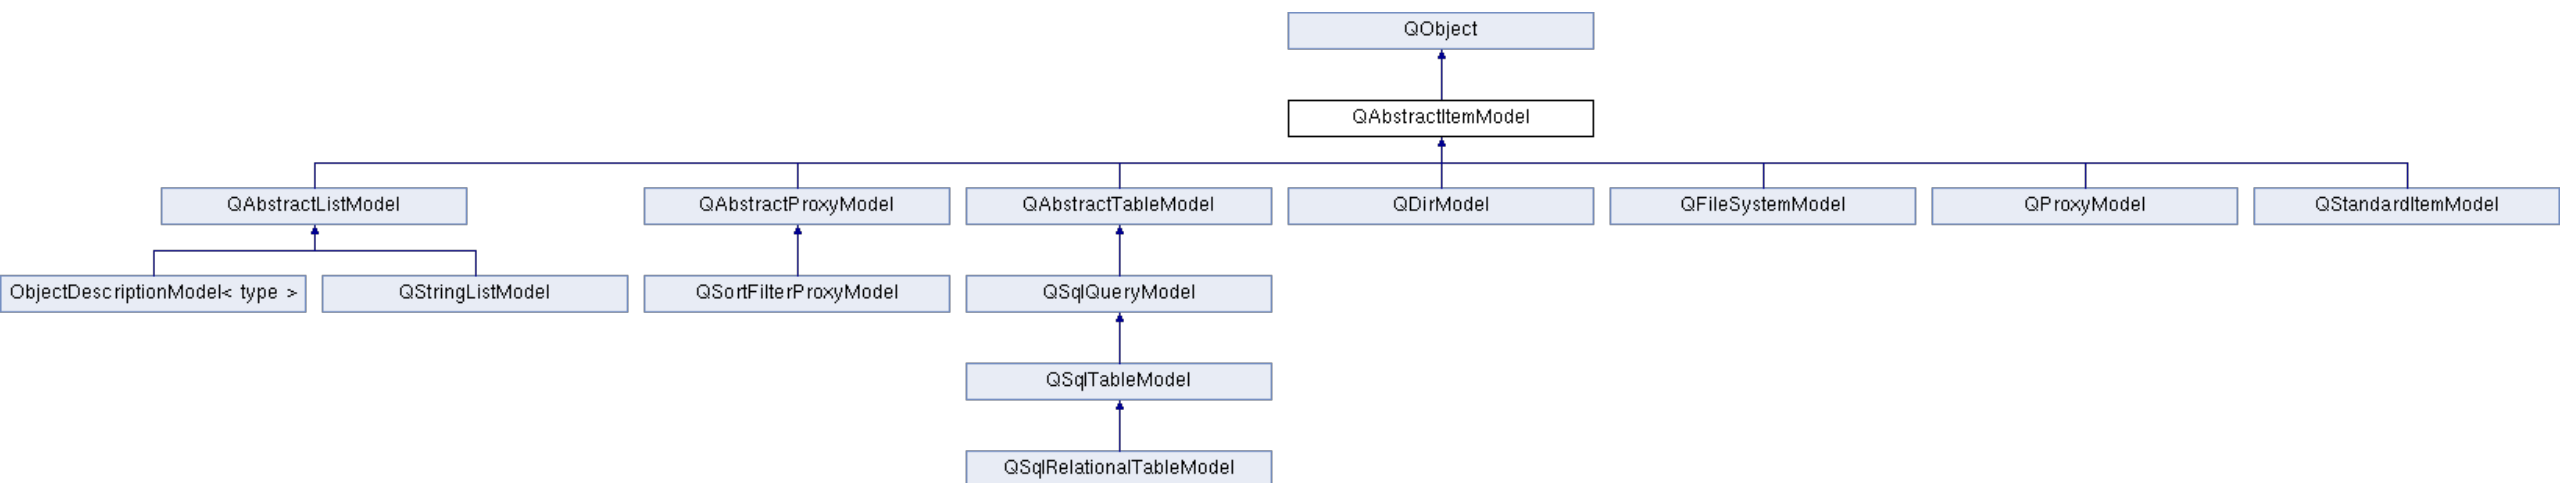 QObject
QAbstractItemModel
QAbstractListModel
QAbstractProxyModel
QAbstractTableModel
QDirModel
QFileSystemModel
QProxyModel
QStandardItemModel
ObjectDescriptionModel< type >
QStringListModel
QSortFilterProxyModel
QSqlQueryModel
QSqlTableModel
QSqlRelationalTableModel